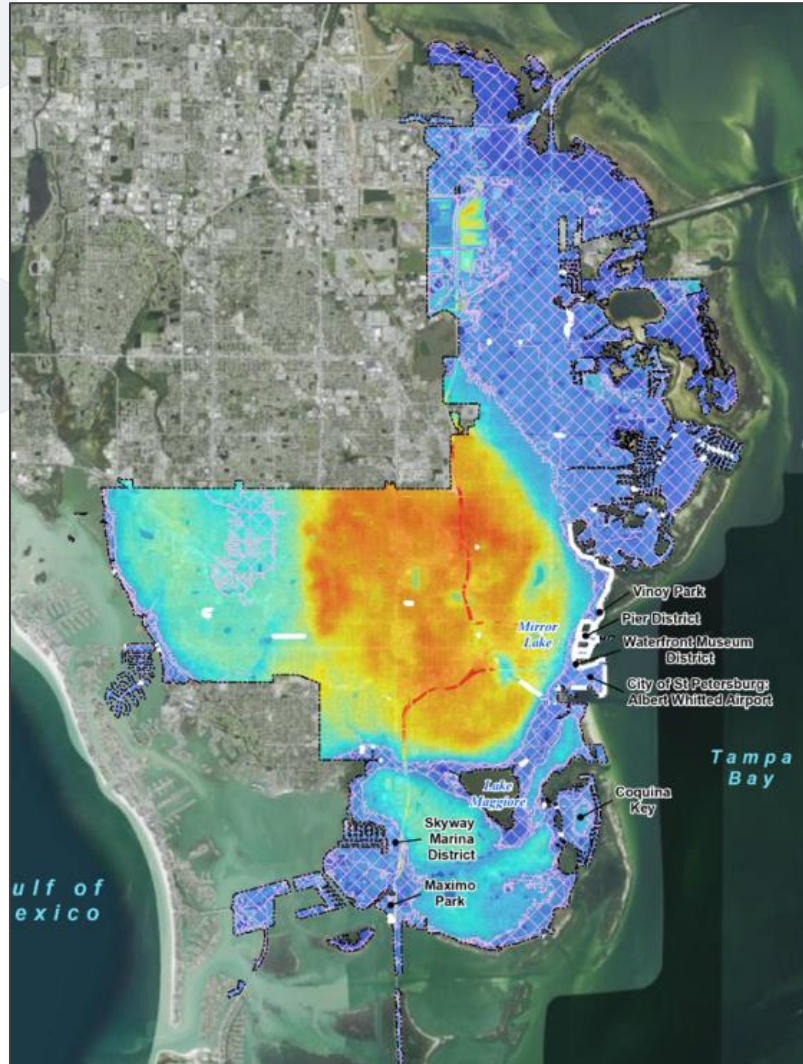 Vinoy Park
Pier District
Mirror
Lake
Waterfront Museum
District
City of St Petersburg:
Albert Whitted Airport
Tampa
Bay
Lake
Maggiore
Coquina
Key
Skyway
Marina
District
Maximo
Park
ulf of
exico